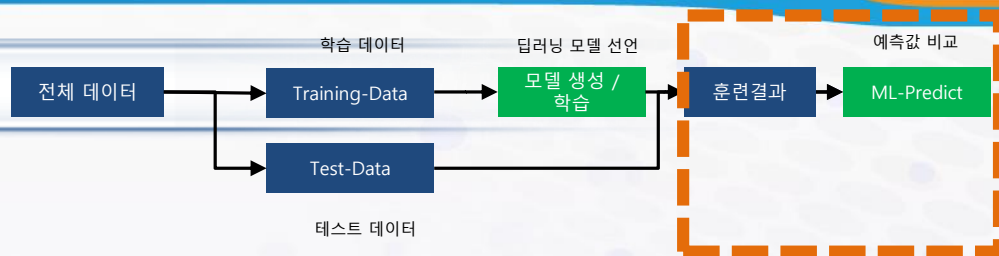 학습 데이터
딥러닝 모델 선언
예측값 비교
전체 데이터
Training-Data
모델 생성 /
학습
훈련결과
ML-Predict
Test-Data
테스트 데이터